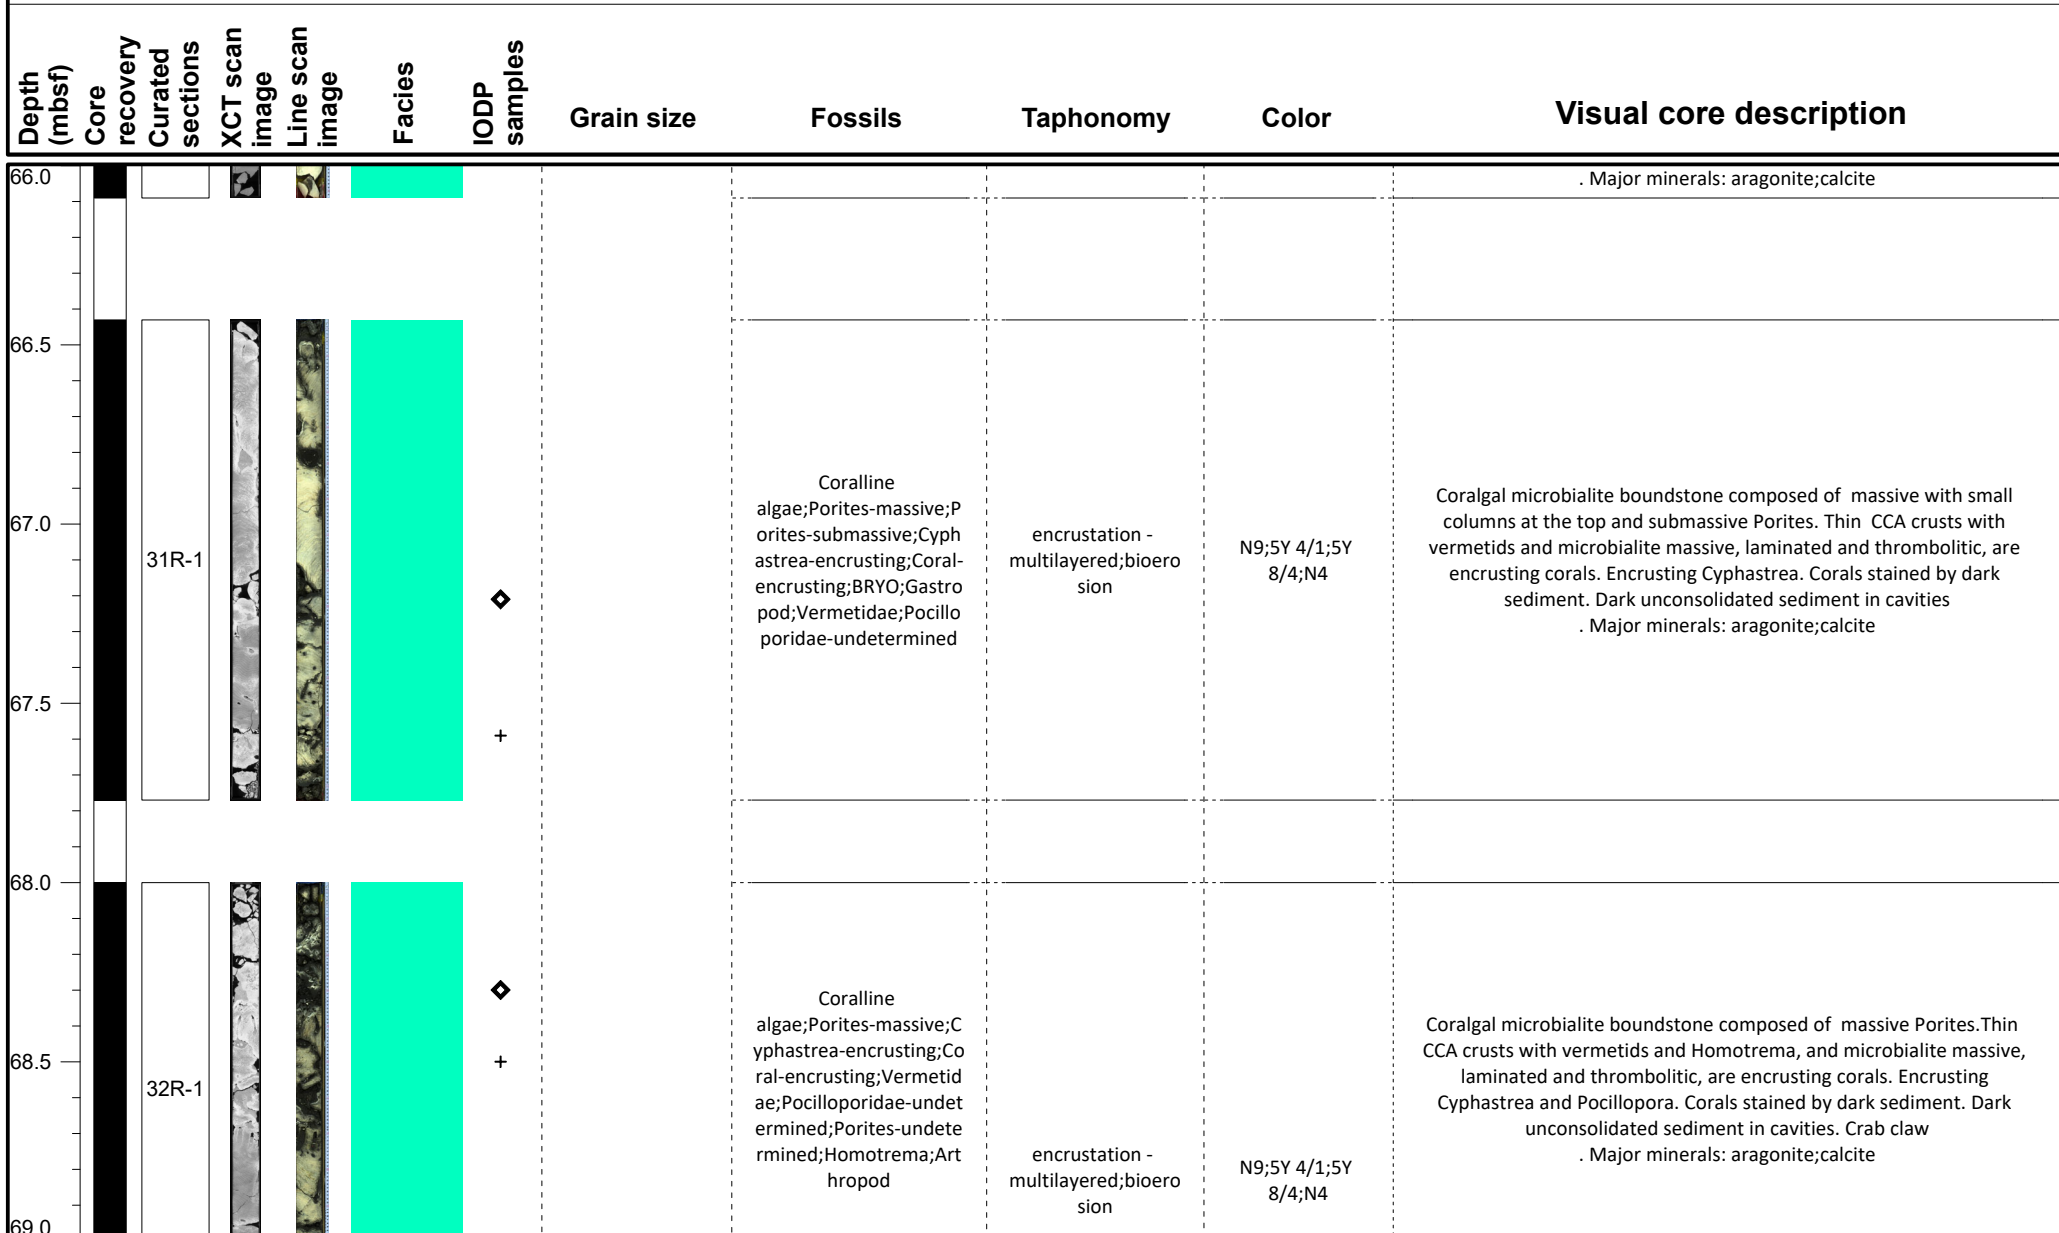 Depth
(mbsf)
Core
recovery
Curated
sections
XCT scan
image
Line scan
image
Facies
IODP
samples
Grain size
Fossils
Taphonomy
Color
Visual core description
66.0
. Major minerals: aragonite;calcite
66.5
67.0
67.5
31R-1
+
Coralline
algae;Porites-massive;P
orites-submassive;Cyph
astrea-encrusting;Coral-
encrusting;BRYO;Gastro
pod;Vermetidae;Pocillo
poridae-undetermined
encrustation -
multilayered;bioero
sion
N9;5Y 4/1;5Y
8/4;N4
Coralgal microbialite boundstone composed of  massive with small
columns at the top and submassive Porites. Thin  CCA crusts with
vermetids and microbialite massive, laminated and thrombolitic, are
encrusting corals. Encrusting Cyphastrea. Corals stained by dark
sediment. Dark unconsolidated sediment in cavities
. Major minerals: aragonite;calcite
68.0
68.5
69.0
32R-1
+
Coralline
algae;Porites-massive;C
yphastrea-encrusting;Co
ral-encrusting;Vermetid
ae;Pocilloporidae-undet
ermined;Porites-undete
rmined;Homotrema;Art
hropod
encrustation -
multilayered;bioero
sion
N9;5Y 4/1;5Y
8/4;N4
Coralgal microbialite boundstone composed of  massive Porites.Thin
CCA crusts with vermetids and Homotrema, and microbialite massive,
laminated and thrombolitic, are encrusting corals. Encrusting
Cyphastrea and Pocillopora. Corals stained by dark sediment. Dark
unconsolidated sediment in cavities. Crab claw
. Major minerals: aragonite;calcite